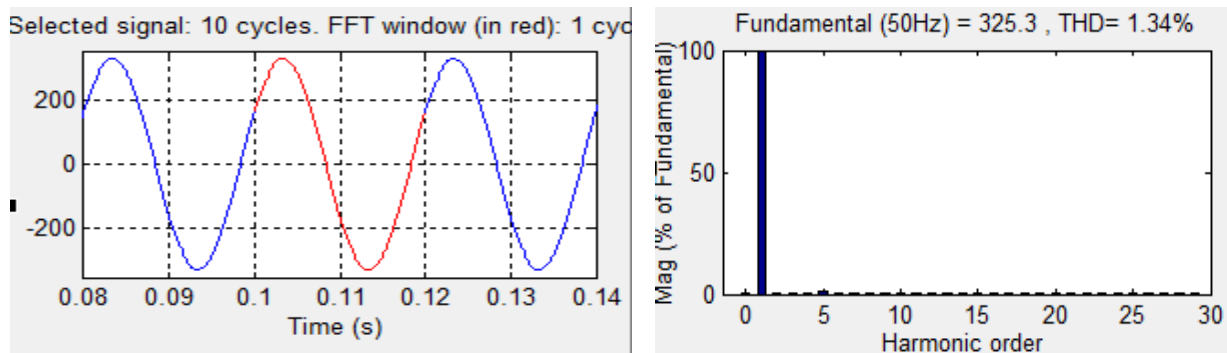 Selected signal: 10 cycles. FFT window (in red): 1 cyc
200
0
-200
0.08 0.09 0.1 0.11 0.12 0.13 0.14
Time (s)
Fundamental (50Hz) = 325.3 , THD= 1.34%
Mag (% of Fundamental)
100
50
0
0 5 10 15 20 25 30
Harmonic order